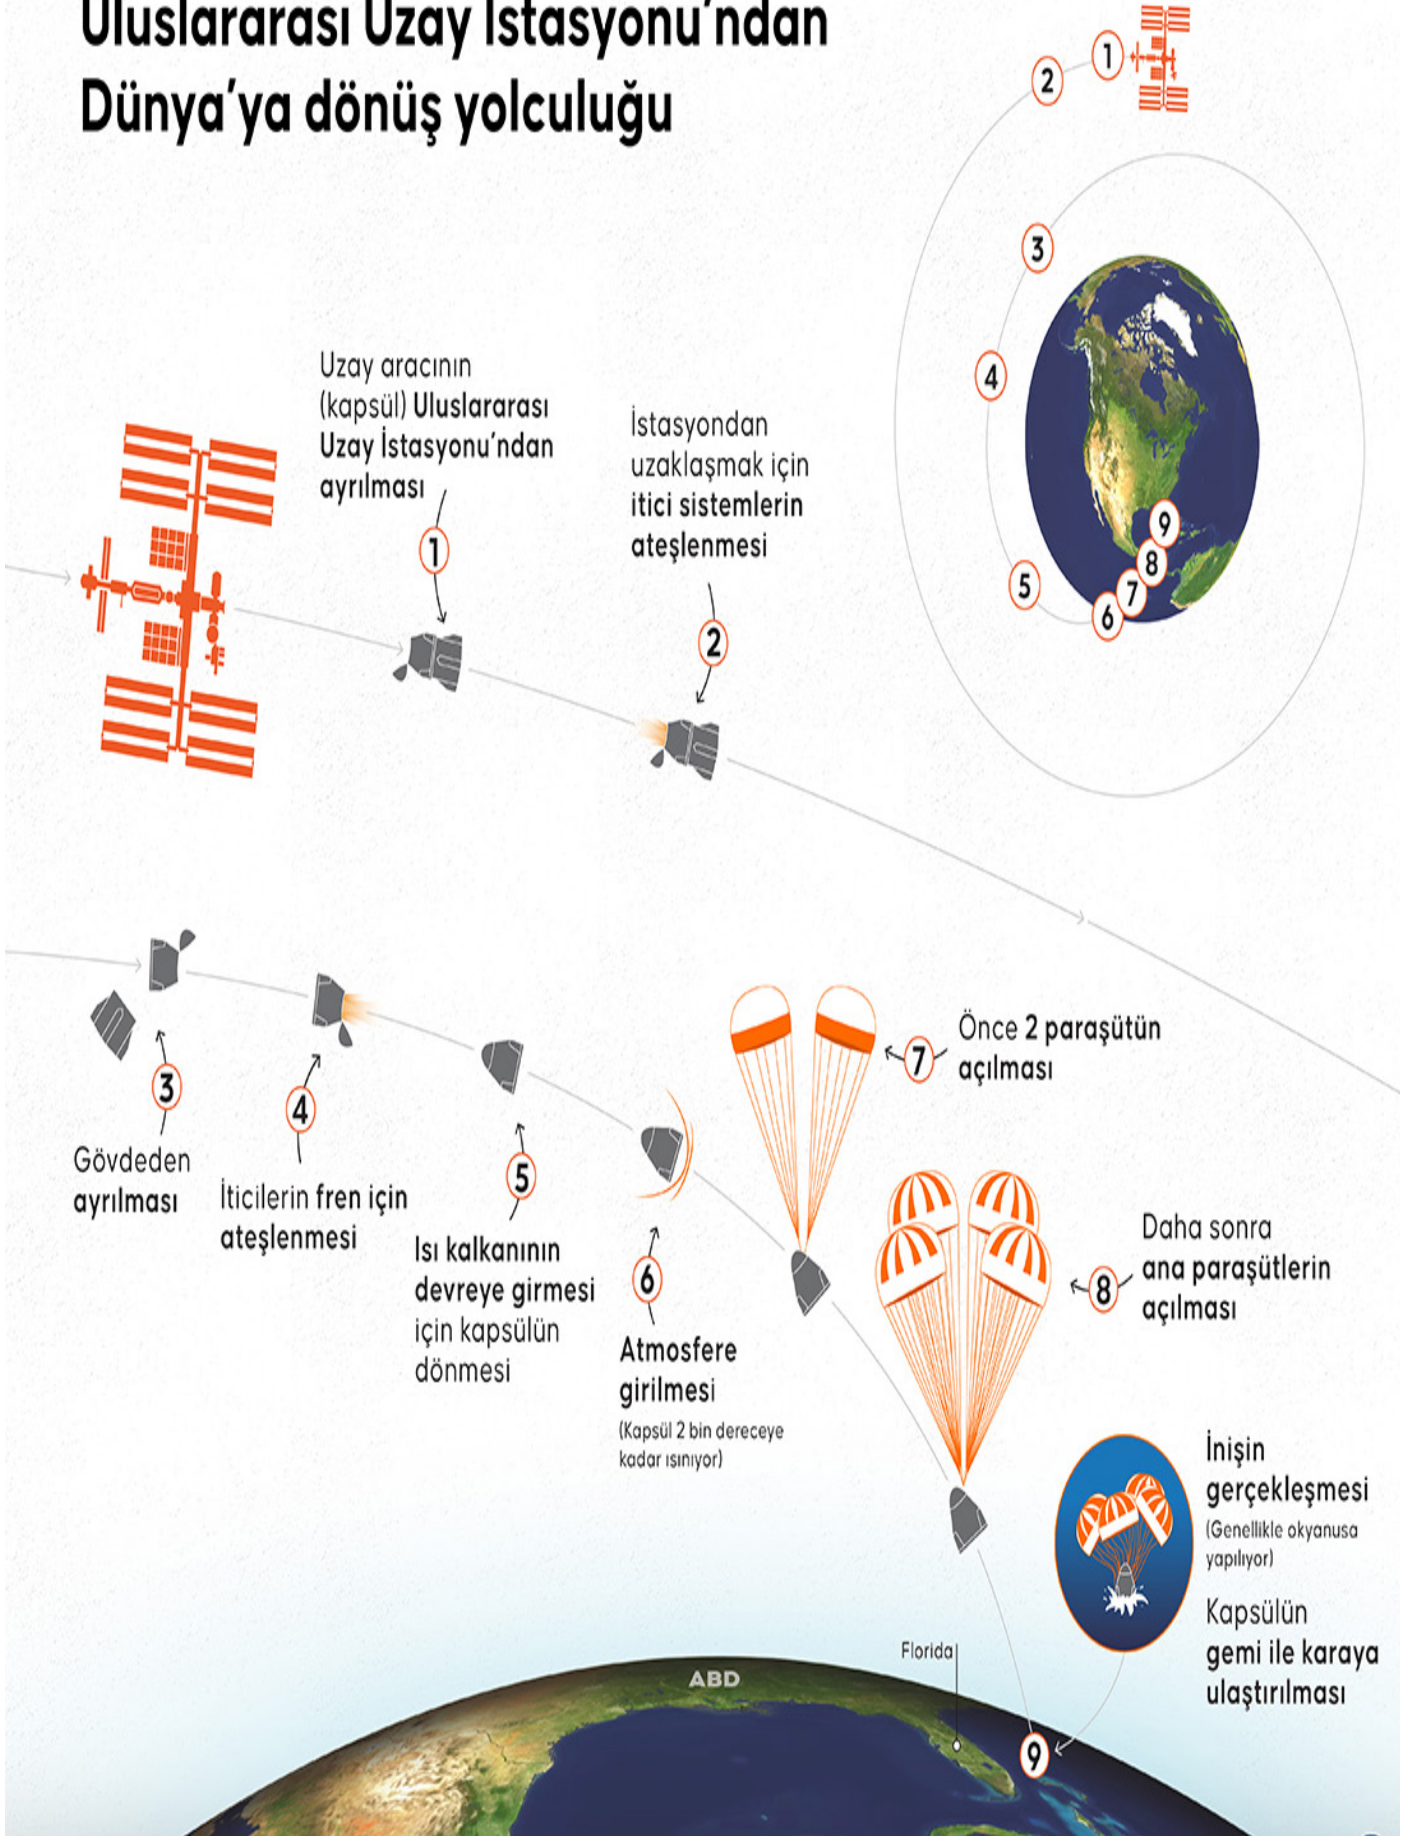 Uluslararası Uzay İstasyonu'ndan
Dünya'ya dönüş yolculuğu
1
2
3
4
5
6
7
8
9
Uzay aracının
(kapsül) Uluslararası
Uzay İstasyonu'ndan
ayrılması
1
İstasyondan
uzaklaşmak için
itici sistemlerin
ateşlenmesi
2
3
Gövdeden
ayrılması
4
İticilerin fren için
ateşlenmesi
5
Isı kalkanının
devreye girmesi
için kapsülün
dönmesi
6
Atmosfere
girilmesi
(Kapsül 2 bin dereceye
kadar ısınıyor)
7
Önce 2 paraşütün
açılması
8
Daha sonra
ana paraşütlerin
açılması
İnişin
gerçekleşmesi
(Genellikle okyanusa
yapılıyor)
Kapsülün
gemi ile karaya
ulaştırılması
Florida
ABD
9